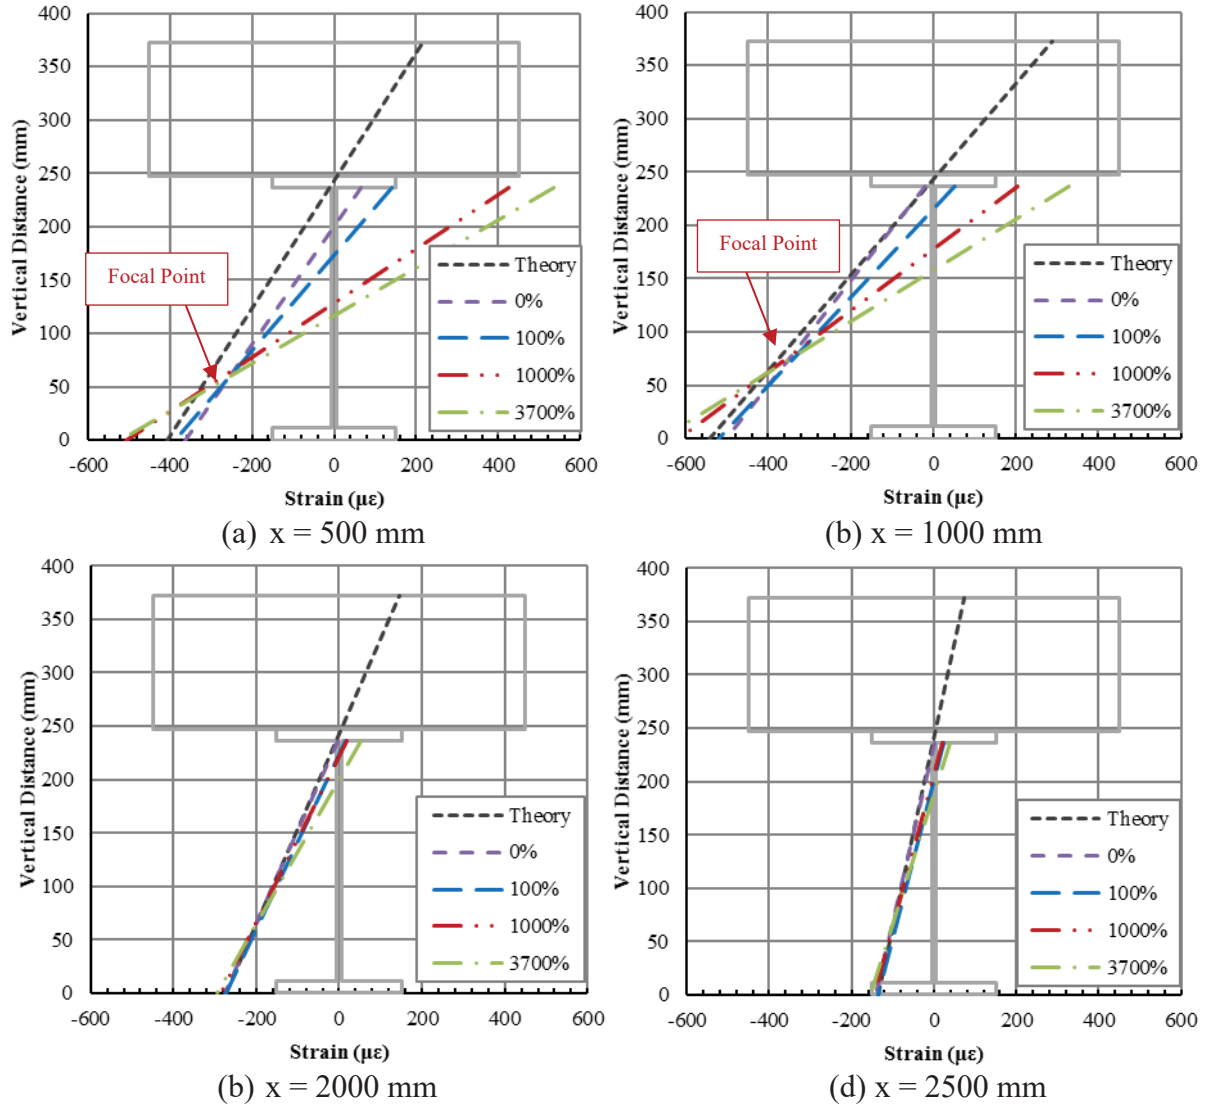 400
350
300
250
200
150
100
50
0
Vertical Distance (mm)
-600 -400 -200 0 200 400 600
Strain (με)
Focal Point
Theory
0%
100%
1000%
3700%
(a) x = 500 mm
400
350
300
250
200
150
100
50
0
Vertical Distance (mm)
-600 -400 -200 0 200 400 600
Strain (με)
Focal Point
Theory
0%
100%
1000%
3700%
(b) x = 1000 mm
400
350
300
250
200
150
100
50
0
Vertical Distance (mm)
-600 -400 -200 0 200 400 600
Strain (με)
Theory
0%
100%
1000%
3700%
(b) x = 2000 mm
400
350
300
250
200
150
100
50
0
Vertical Distance (mm)
-600 -400 -200 0 200 400 600
Strain (με)
Theory
0%
100%
1000%
3700%
(d) x = 2500 mm